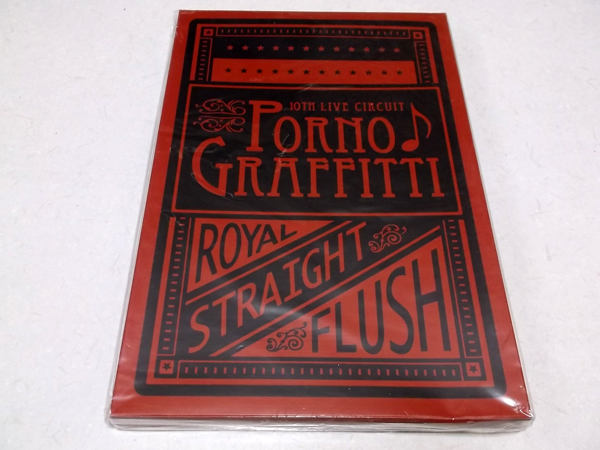 10TH LIVE CIRCUIT
PORNO
GRAFFITTI
ROYAL
STRAIGHT
FLUSH